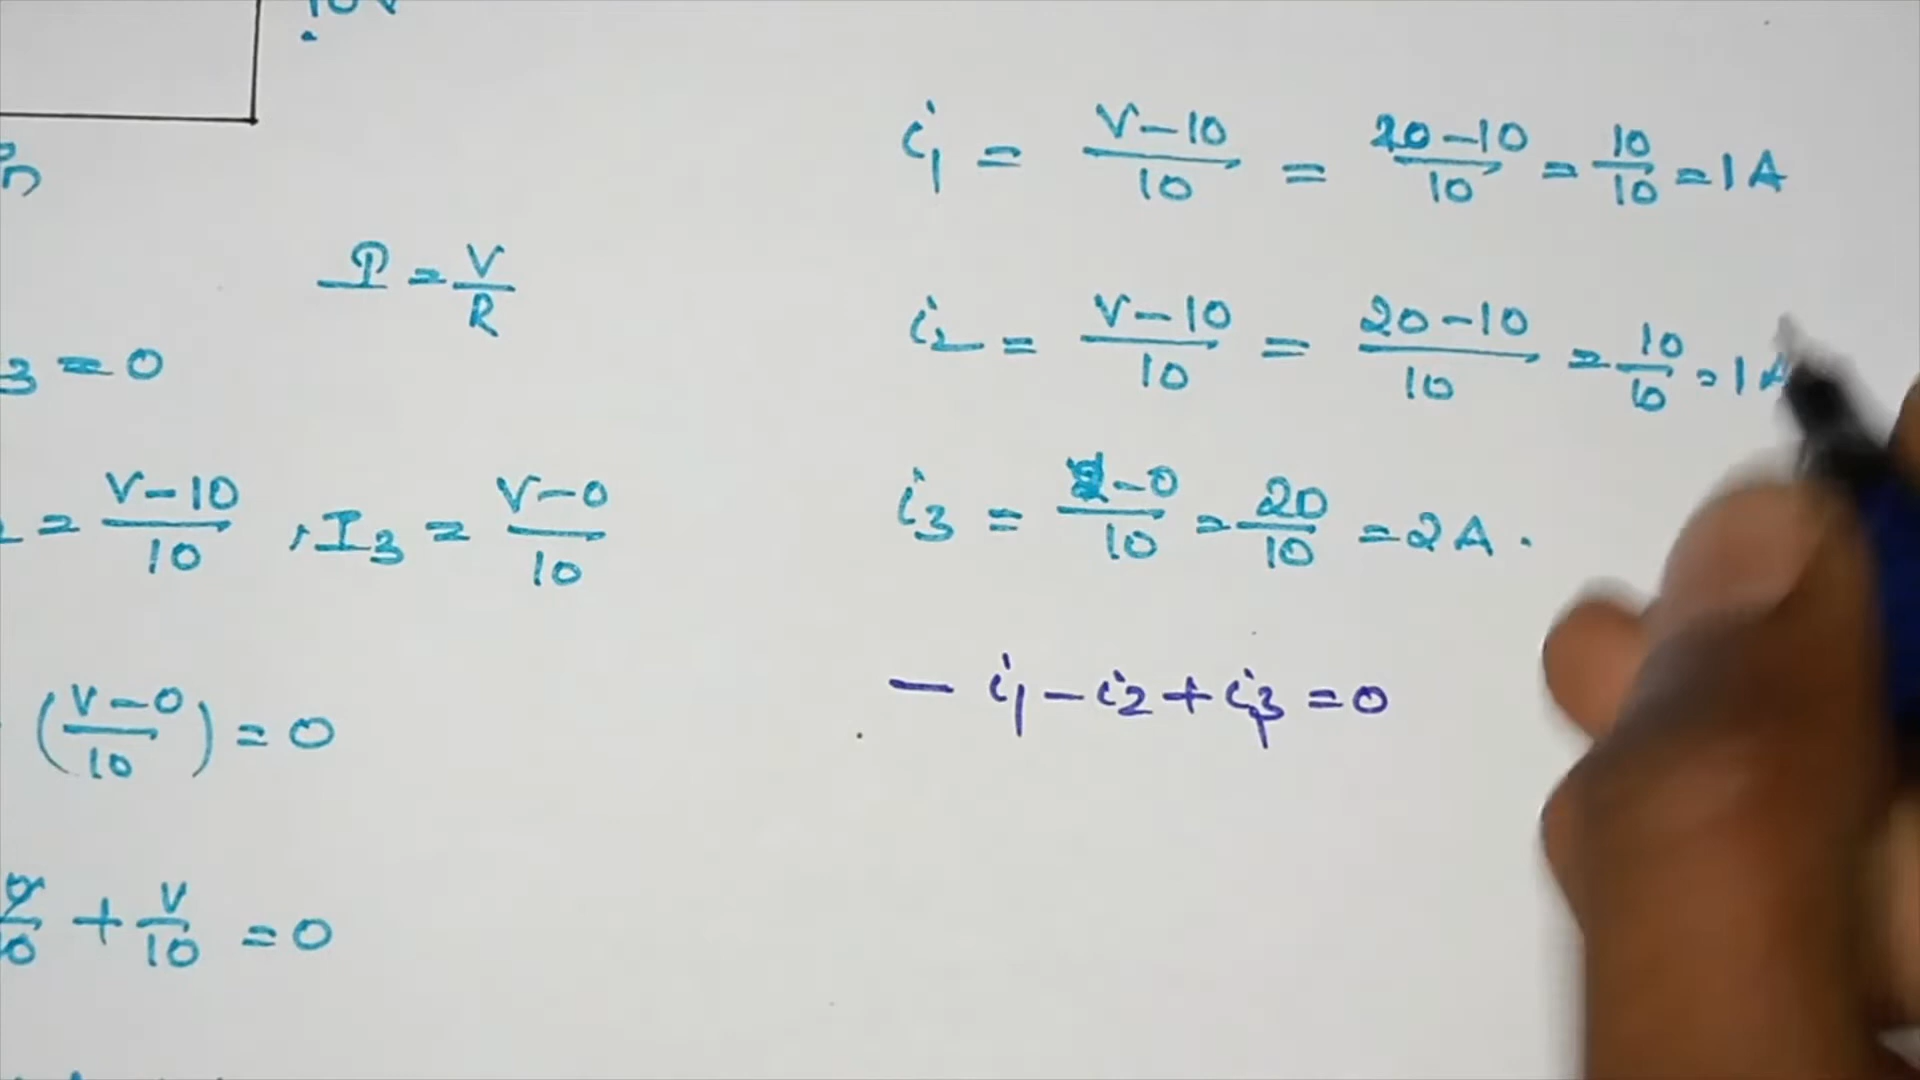 10V
I = V/R
3 = 0
= V-10/10 , I3 = V-0/10
(V-0/10) = 0
+ V/10 = 0
i1 = V-10/10 = 20-10/10 = 10/10 = 1A
i2 = V-10/10 = 20-10/10 = 10/10 = 1A
i3 = -0/10 = 20/10 = 2A.
- i1 - i2 + i3 = 0